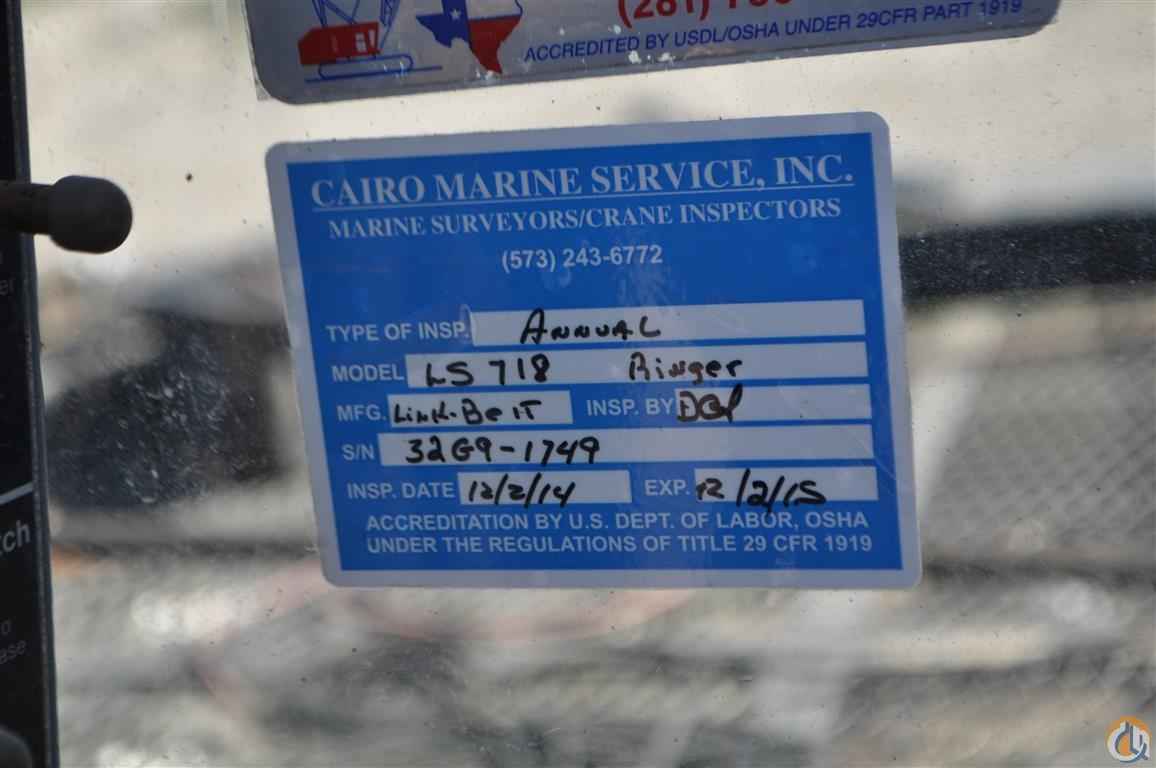 (281)
ACCREDITED BY USDL/OSHA UNDER 29CFR PART 1919
CAIRO MARINE SERVICE, INC.
MARINE SURVEYORS/CRANE INSPECTORS
(573) 243-6772
TYPE OF INSP. ANNUAL
MODEL LS 718 Ringer
MFG. Link-Belt INSP. BY
S/N 32G9-1749
INSP. DATE 12/2/14 EXP. 12/2/15
ACCREDITATION BY U.S. DEPT. OF LABOR, OSHA
UNDER THE REGULATIONS OF TITLE 29 CFR 1919